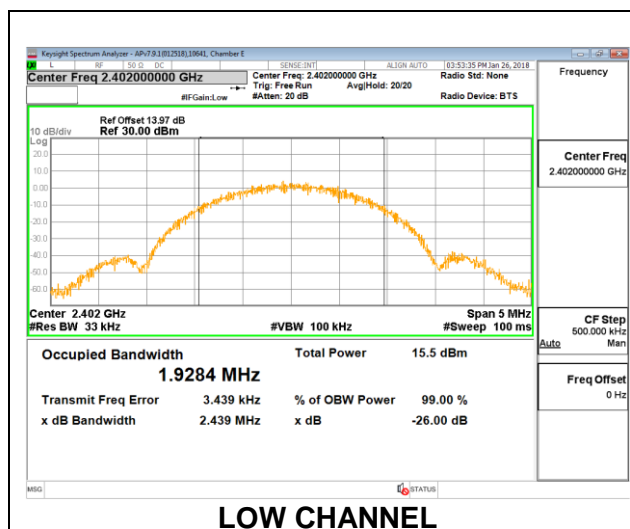 Keysight Spectrum Analyzer - APv7.9.1(012518),10641, Chamber E
L RF 50 Ω DC SENSE:INT ALIGN AUTO 03:53:35 PM Jan 26, 2018
Center Freq 2.402000000 GHz Center Freq: 2.402000000 GHz Radio Std: None Frequency
Trig: Free Run Avg|Hold: 20/20
#IFGain:Low #Atten: 20 dB Radio Device: BTS
Ref Offset 13.97 dB
10 dB/div Ref 30.00 dBm
Log
20.0
10.0
0.00
-10.0
-20.0
-30.0
-40.0
-50.0
-60.0
Center Freq
2.402000000 GHz
Center 2.402 GHz Span 5 MHz
#Res BW 33 kHz #VBW 100 kHz #Sweep 100 ms
CF Step
500.000 kHz
Auto Man
Occupied Bandwidth Total Power 15.5 dBm
1.9284 MHz
Freq Offset
0 Hz
Transmit Freq Error 3.439 kHz % of OBW Power 99.00 %
x dB Bandwidth 2.439 MHz x dB -26.00 dB
MSG STATUS
LOW CHANNEL